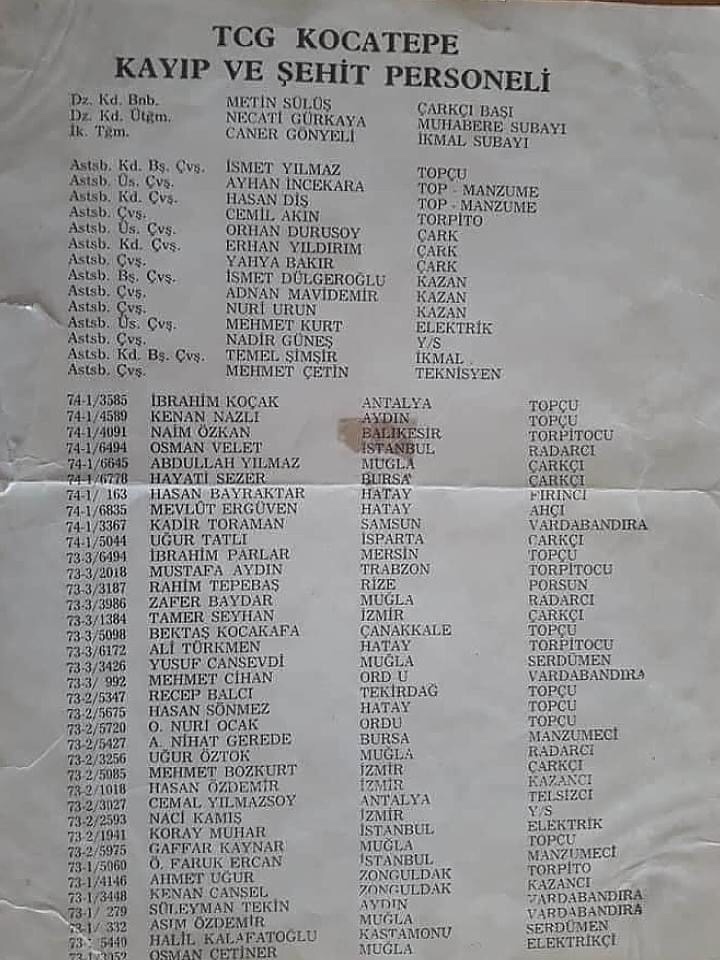 TCG KOCATEPE
KAYIP VE ŞEHİT PERSONELİ
Dz. Kd. Bnb. METİN SÜLÜŞ ÇARKÇI BAŞI
Dz. Kd. Ütğm. NECATİ GÜRKAYA MUHABERE SUBAYI
İk. Tğm. CANER GÖNYELİ İKMAL SUBAYI
Astsb. Kd. Bş. Çvş. İSMET YILMAZ TOPÇU
Astsb. Üs. Çvş. AYHAN İNCEKARA TOP - MANZUME
Astsb. Kd. Çvş. HASAN DİŞ TOP - MANZUME
Astsb. Çvş. CEMİL AKIN TORPİTO
Astsb. Üs. Çvş. ORHAN DURUSOY ÇARK
Astsb. Kd. Çvş. ERHAN YILDIRIM ÇARK
Astsb. Çvş. YAHYA BAKIR ÇARK
Astsb. Bş. Çvş. İSMET DÜLGEROĞLU KAZAN
Astsb. Çvş. ADNAN MAVİDEMİR KAZAN
Astsb. Çvş. NURİ URUN KAZAN
Astsb. Üs. Çvş. MEHMET KURT ELEKTRİK
Astsb. Çvş. NADİR GÜNEŞ Y/S
Astsb. Kd. Bş. Çvş. TEMEL ŞİMŞİR İKMAL
Astsb. Çvş. MEHMET ÇETİN TEKNİSYEN
74-1/3585 İBRAHİM KOÇAK ANTALYA TOPÇU
74-1/4589 KENAN NAZLI AYDIN TOPÇU
74-1/4091 NAİM ÖZKAN BALIKESİR TORPİTOCU
74-1/6494 OSMAN VELET İSTANBUL RADARCI
74-1/6645 ABDULLAH YILMAZ MUĞLA ÇARKÇI
74-1/6778 HAYATİ SEZER BURSA ÇARKÇI
74-1/ 163 HASAN BAYRAKTAR HATAY FIRINCI
74-1/6835 MEVLÛT ERGÜVEN HATAY AHÇI
74-1/3367 KADİR TORAMAN SAMSUN VARDABANDIRA
74-1/5044 UĞUR TATLI ISPARTA ÇARKÇI
73-3/6494 İBRAHİM PARLAR MERSİN TOPÇU
73-3/2018 MUSTAFA AYDIN TRABZON TORPİTOCU
73-3/3187 RAHİM TEPEBAŞ RİZE PORSUN
73-3/3986 ZAFER BAYDAR MUĞLA RADARCI
73-3/1384 TAMER SEYHAN İZMİR ÇARKÇI
73-3/5098 BEKTAŞ KOCAKAFA ÇANAKKALE TOPÇU
73-3/6172 ALİ TÜRKMEN HATAY TORPİTOCU
73-3/3426 YUSUF CANSEVDİ MUĞLA SERDÜMEN
73-3/ 992 MEHMET CİHAN ORD U VARDABANDIRA
73-2/5347 RECEP BALCI TEKİRDAĞ TOPÇU
73-2/5675 HASAN SÖNMEZ HATAY TOPÇU
73-2/5720 O. NURİ OCAK ORDU TOPÇU
73-2/5427 A. NİHAT GEREDE BURSA MANZUMECİ
73-2/3256 UĞUR ÖZTOK MUĞLA RADARCI
73-2/5085 MEHMET BOZKURT İZMİR ÇARKÇI
73-2/1018 HASAN ÖZDEMİR İZMİR KAZANCI
73-2/3027 CEMAL YILMAZSOY ANTALYA TELSİZCİ
73-2/2593 NACİ KAMIŞ İZMİR Y/S
73-2/1941 KORAY MUHAR İSTANBUL ELEKTRİK
73-2/5975 GAFFAR KAYNAR MUĞLA TOPÇU
73-1/5060 Ö. FARUK ERCAN İSTANBUL MANZUMECİ
73-1/4146 AHMET UĞUR ZONGULDAK TORPİTO
73-1/3448 KENAN CANSEL ZONGULDAK KAZANCI
73-1/ 279 SÜLEYMAN TEKİN AYDIN VARDABANDIRA
73-1/ 332 ASIM ÖZDEMİR MUĞLA VARDABANDIRA
5440 HALİL KALAFATOĞLU KASTAMONU SERDÜMEN
OSMAN ÇETİNER MUĞLA ELEKTRİKÇİ